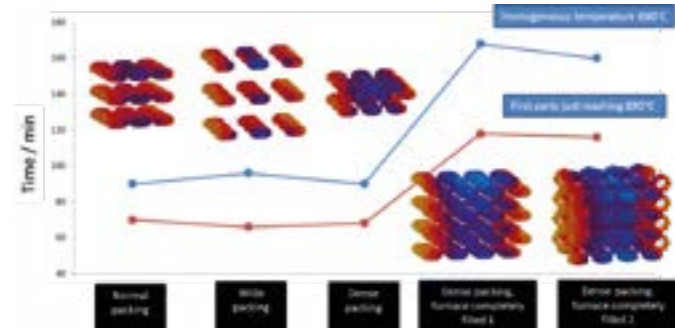 Homogeneous temperature 890°C
First parts just reaching 890°C
Time / min
180
160
140
120
100
80
60
40
Normal
packing
Wide
packing
Dense
packing
Dense packing,
furnace completely
filled 1
Dense packing,
furnace completely
filled 2